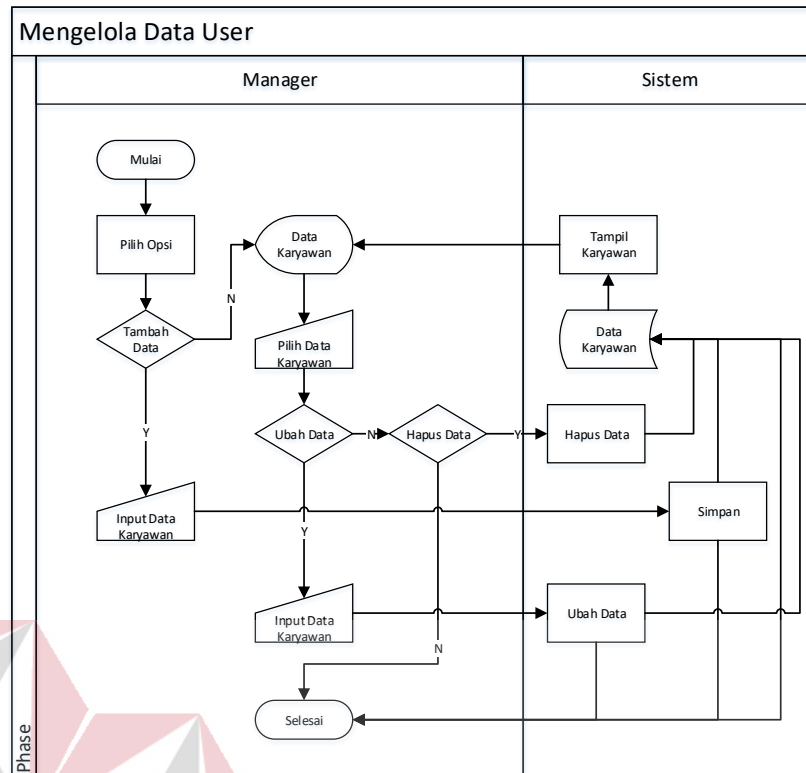 Mengelola Data User
Manager
Sistem
Phase
Mulai
Pilih Opsi
Tambah
Data
N
Y
Input Data
Karyawan
Data
Karyawan
Pilih Data
Karyawan
Ubah Data
N
Hapus Data
Y
Y
Input Data
Karyawan
N
Selesai
Tampil
Karyawan
Data
Karyawan
Hapus Data
Simpan
Ubah Data